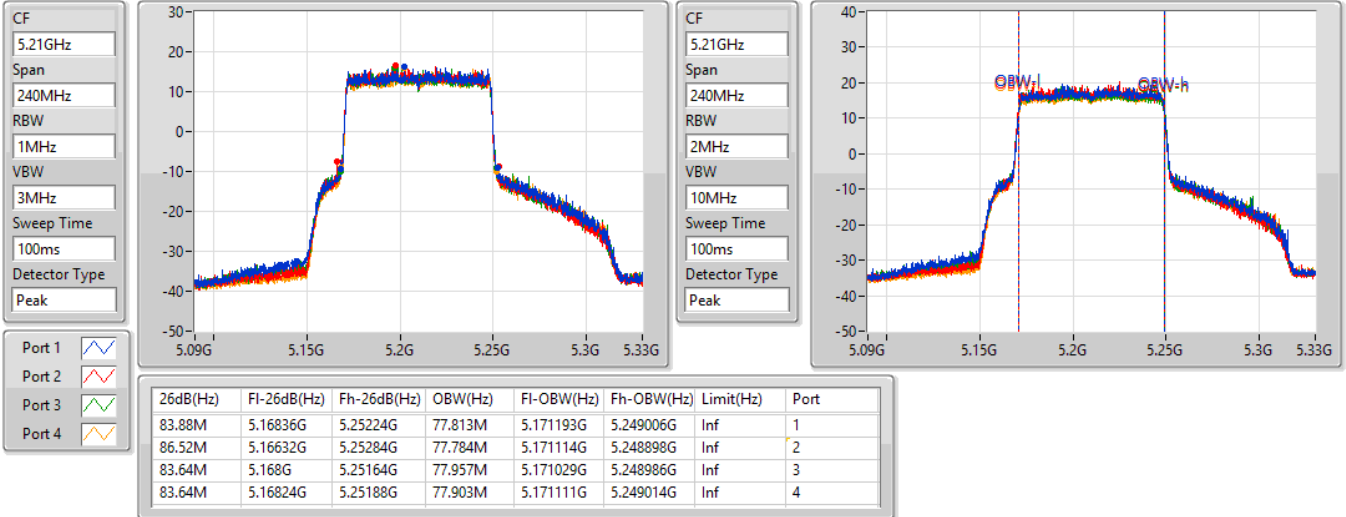 CF
5.21GHz
Span
240MHz
RBW
1MHz
VBW
3MHz
Sweep Time
100ms
Detector Type
Peak
30
20
10
0
-10
-20
-30
-40
-50
5.09G 5.15G 5.2G 5.25G 5.3G 5.33G
CF
5.21GHz
Span
240MHz
RBW
2MHz
VBW
10MHz
Sweep Time
100ms
Detector Type
Peak
40
30
20
10
0
-10
-20
-30
-40
-50
OBW-l OBW-h
5.09G 5.15G 5.2G 5.25G 5.3G 5.33G
Port 1
Port 2
Port 3
Port 4
26dB(Hz) Fl-26dB(Hz) Fh-26dB(Hz) OBW(Hz) Fl-OBW(Hz) Fh-OBW(Hz) Limit(Hz) Port
83.88M 5.16836G 5.25224G 77.813M 5.171193G 5.249006G Inf 1
86.52M 5.16632G 5.25284G 77.784M 5.171114G 5.248898G Inf 2
83.64M 5.168G 5.25164G 77.957M 5.171029G 5.248986G Inf 3
83.64M 5.16824G 5.25188G 77.903M 5.171111G 5.249014G Inf 4